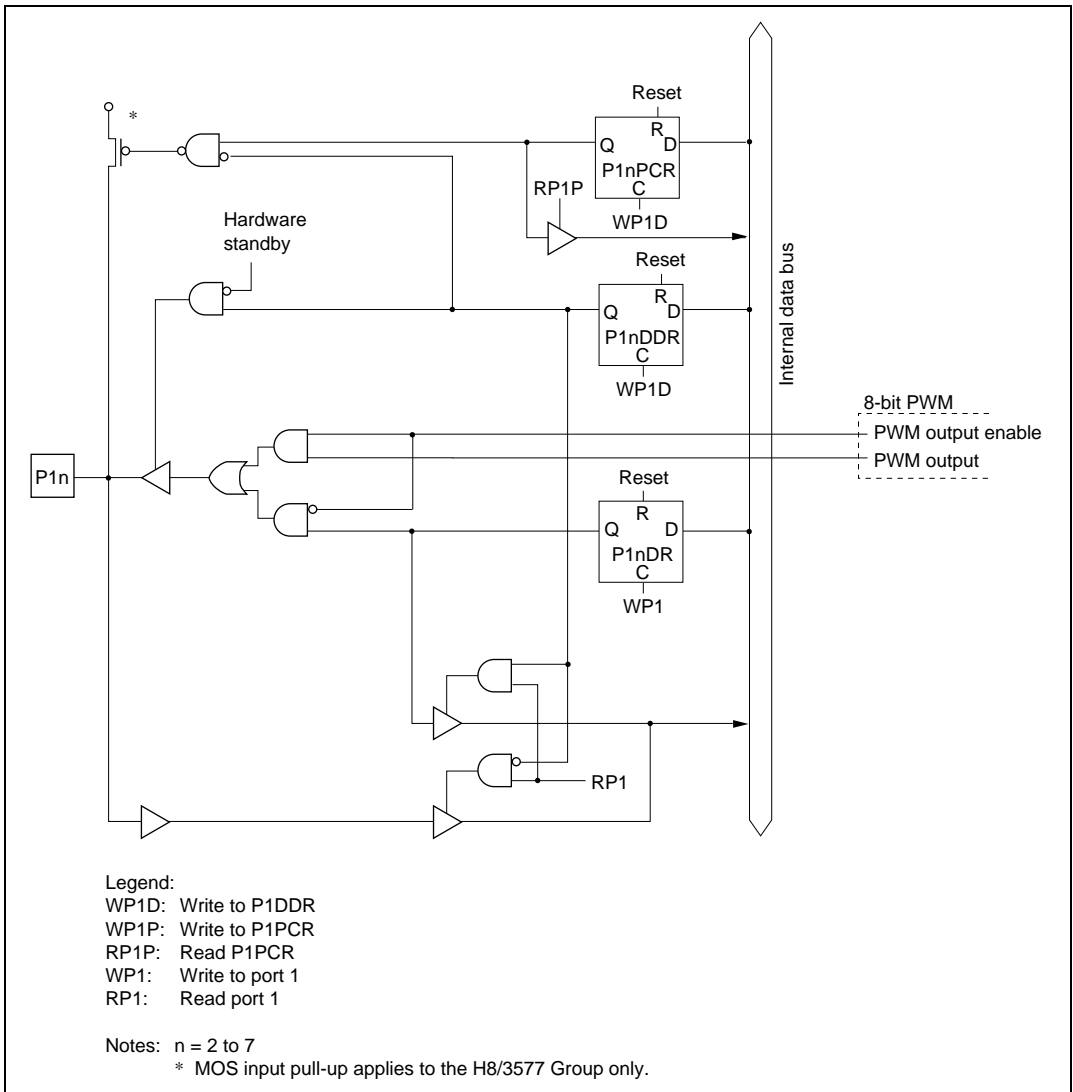 Reset
*
R
Q D
P1nPCR
C
RP1P
WP1D
Hardware
standby
Reset
R
Q D
P1nDDR
C
WP1D
Internal data bus
8-bit PWM
PWM output enable
PWM output
P1n
Reset
R
Q D
P1nDR
C
WP1
RP1
Legend:
WP1D: Write to P1DDR
WP1P: Write to P1PCR
RP1P: Read P1PCR
WP1: Write to port 1
RP1: Read port 1
Notes: n = 2 to 7
* MOS input pull-up applies to the H8/3577 Group only.